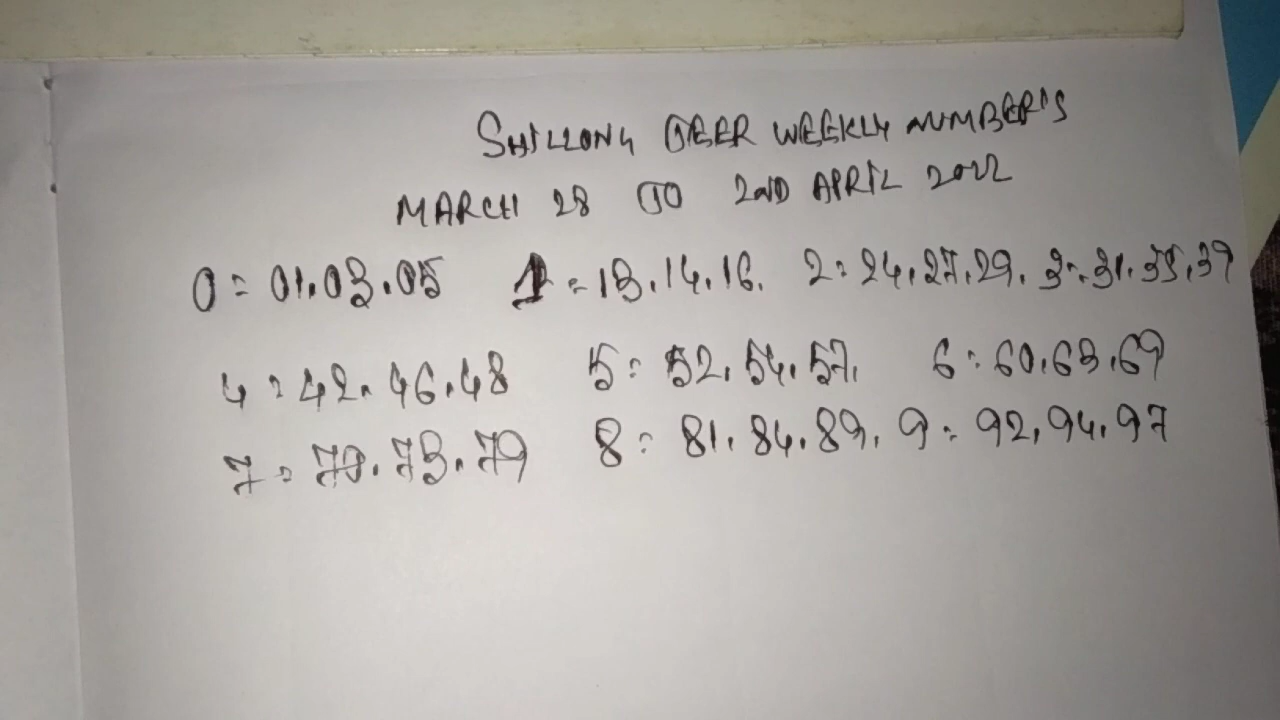 SHILLONG TEER WEEKLY NUMBER'S
MARCH 28 TO 2ND APRIL 2022
0 = 01.03.05 1 = 13.14.16. 2 = 24.27.29. 3 = 31.35.39
4 = 42.46.48 5 = 52.54.57. 6 = 60.63.69
7 = 70.73.79 8 = 81.84.89. 9 = 92.94.97